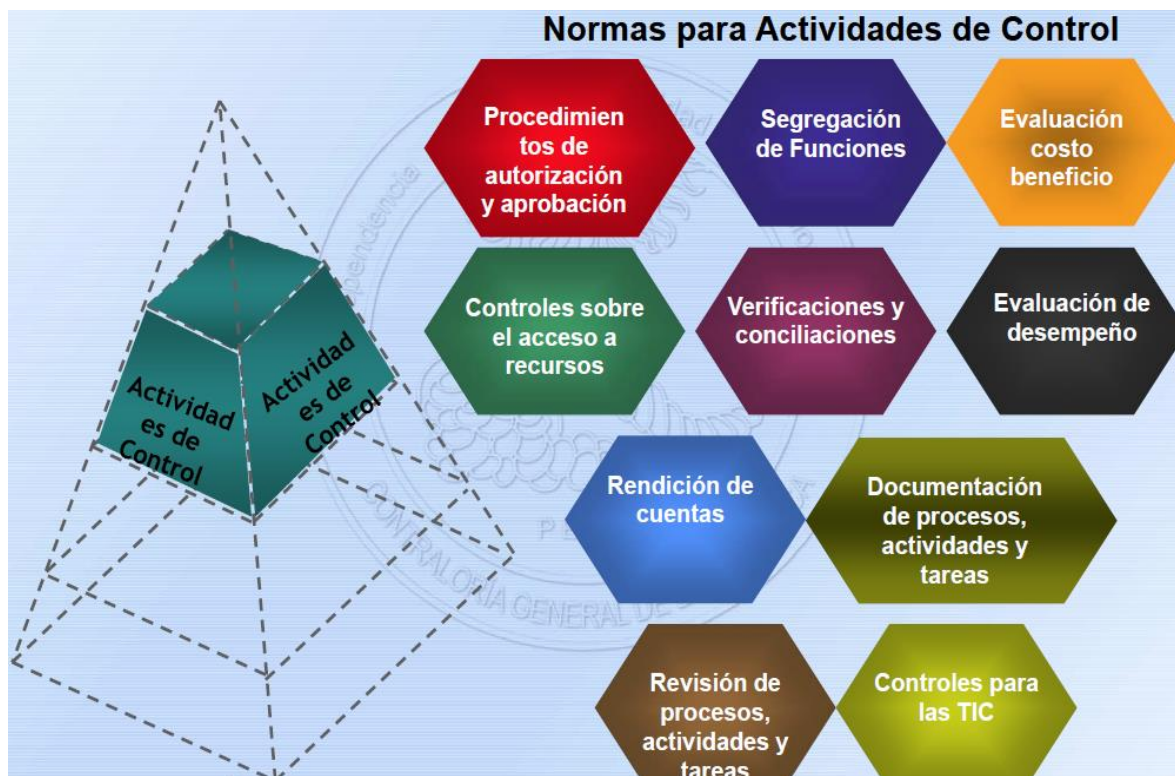 Normas para Actividades de Control
Procedimien
tos de
autorización
y aprobación
Segregación
de Funciones
Evaluación
costo
beneficio
Controles sobre
el acceso a
recursos
Verificaciones y
conciliaciones
Evaluación de
desempeño
Actividad
es de
Control
Actividad
es de
Control
Rendición de
cuentas
Documentación
de procesos,
actividades y
tareas
Revisión de
procesos,
actividades y
tareas
Controles para
las TIC
CONTRALORÍA GENERAL DE